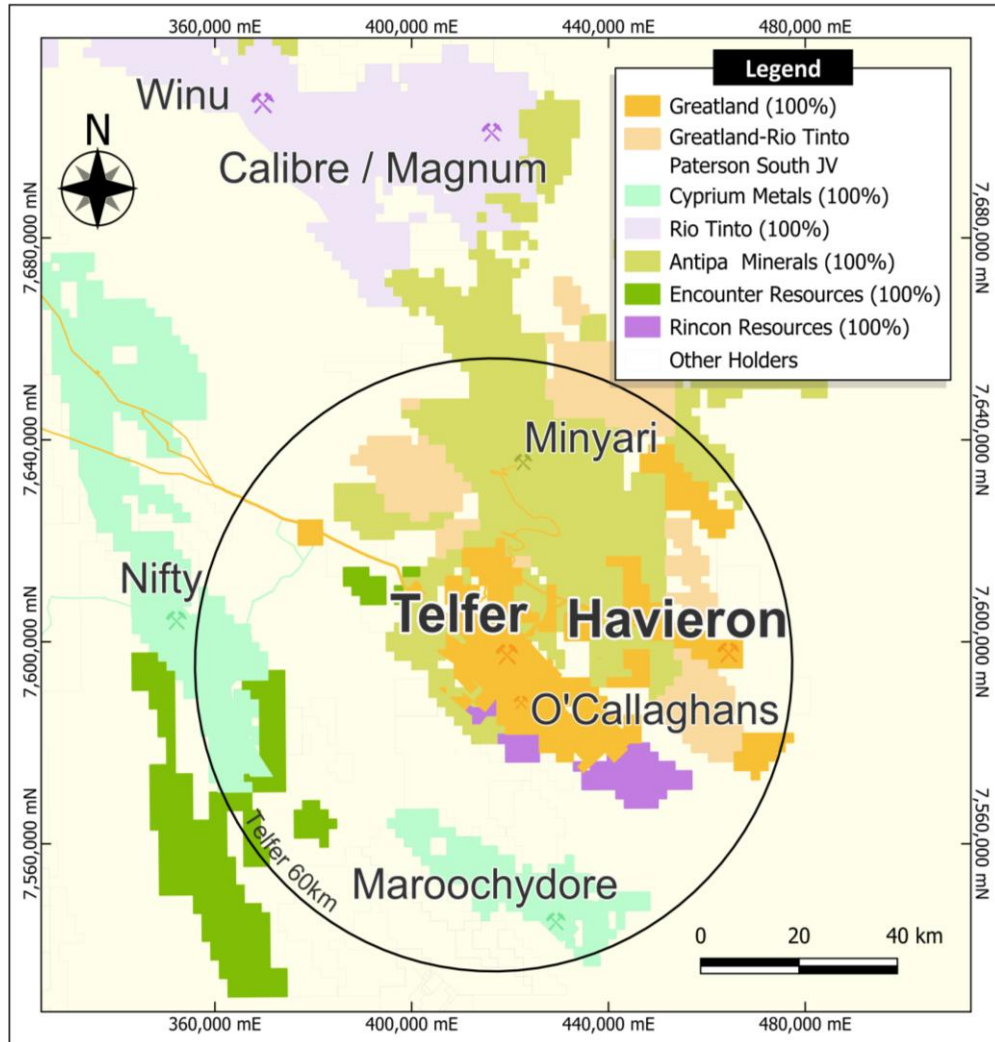 360,000 mE
400,000 mE
440,000 mE
480,000 mE
Winu
Calibre / Magnum
N
Legend
Greatland (100%)
Greatland-Rio Tinto
Paterson South JV
Cyprium Metals (100%)
Rio Tinto (100%)
Antipa Minerals (100%)
Encounter Resources (100%)
Rincon Resources (100%)
Other Holders
7,680,000 mN
7,680,000 mN
7,640,000 mN
7,640,000 mN
Minyari
Nifty
Telfer
Havieron
7,600,000 mN
7,600,000 mN
O'Callaghans
Telfer 60km
Maroochydore
7,560,000 mN
7,560,000 mN
0
20
40 km
360,000 mE
400,000 mE
440,000 mE
480,000 mE